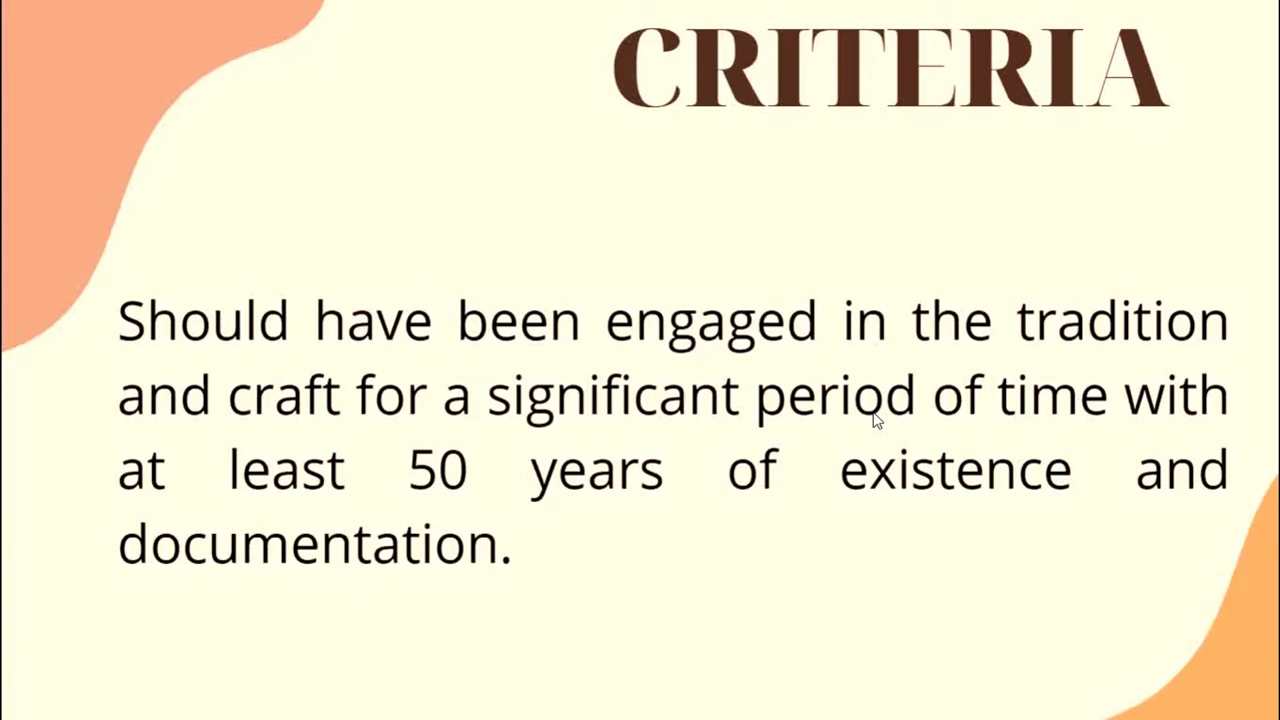 CRITERIA
Should have been engaged in the tradition
and craft for a significant period of time with
at least 50 years of existence and
documentation.